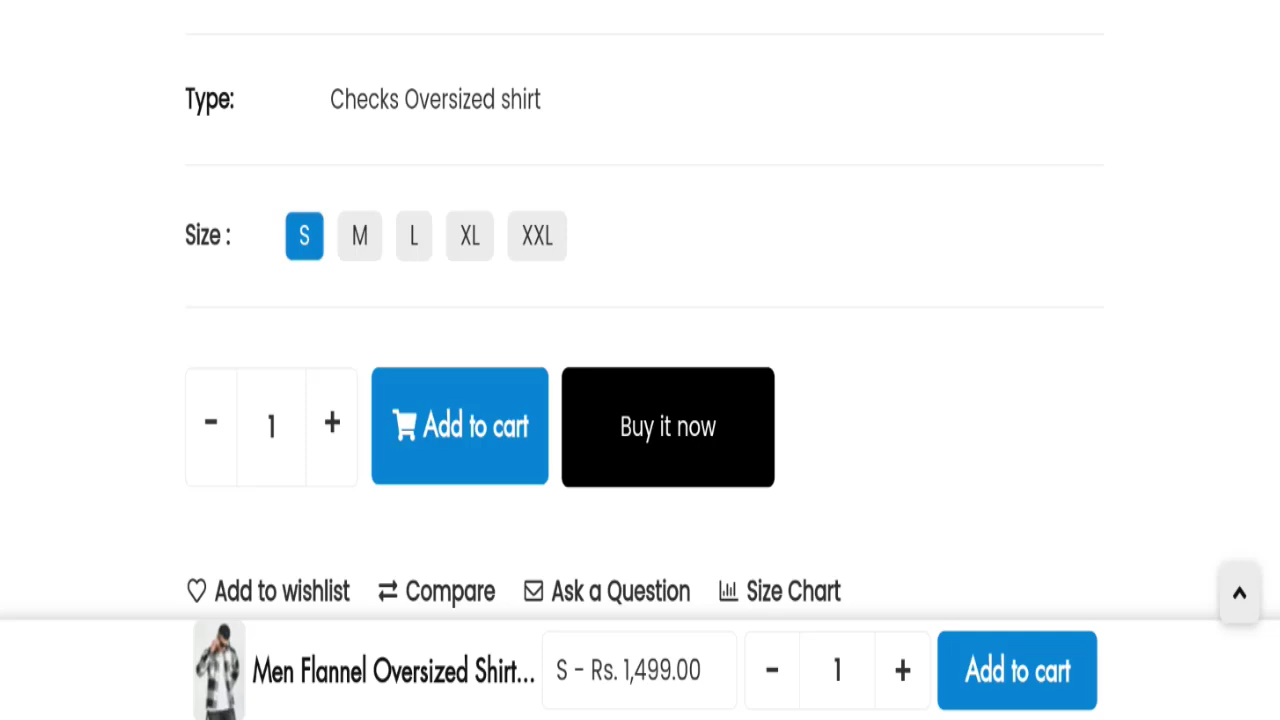 Type: Checks Oversized shirt
Size : S M L XL XXL
- 1 + Add to cart Buy it now
Add to wishlist Compare Ask a Question Size Chart
Men Flannel Oversized Shirt... S - Rs. 1,499.00 - 1 + Add to cart